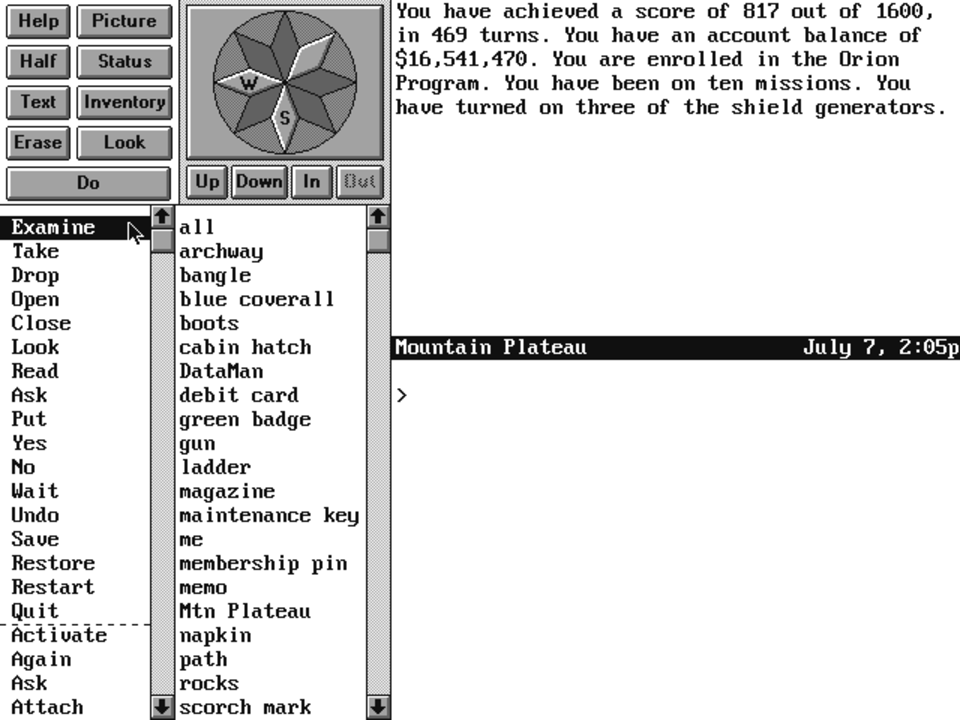 Help
Picture
Half
Status
Text
Inventory
Erase
Look
Do
W
S
Up
Down
In
Out
Examine
Take
Drop
Open
Close
Look
Read
Ask
Put
Yes
No
Wait
Undo
Save
Restore
Restart
Quit
Activate
Again
Ask
Attach
all
archway
bangle
blue coverall
boots
cabin hatch
DataMan
debit card
green badge
gun
ladder
magazine
maintenance key
me
membership pin
memo
Mtn Plateau
napkin
path
rocks
scorch mark
You have achieved a score of 817 out of 1600,
in 469 turns. You have an account balance of
$16,541,470. You are enrolled in the Orion
Program. You have been on ten missions. You
have turned on three of the shield generators.
Mountain Plateau July 7, 2:05p
>